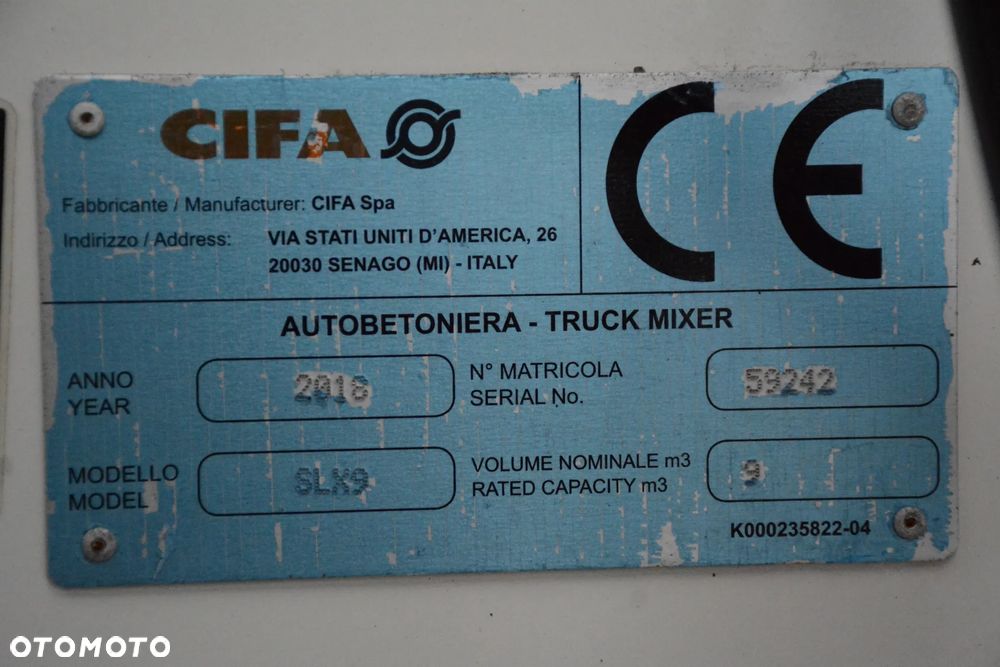 CIFA
CE
Fabbricante / Manufacturer: CIFA Spa
Indirizzo / Address: VIA STATI UNITI D'AMERICA, 26
20030 SENAGO (MI) - ITALY
AUTOBETONIERA - TRUCK MIXER
ANNO
YEAR
2018
N° MATRICOLA
SERIAL No.
59242
MODELLO
MODEL
SLX9
VOLUME NOMINALE m3
RATED CAPACITY m3
9
K000235822-04
OTOMOTO